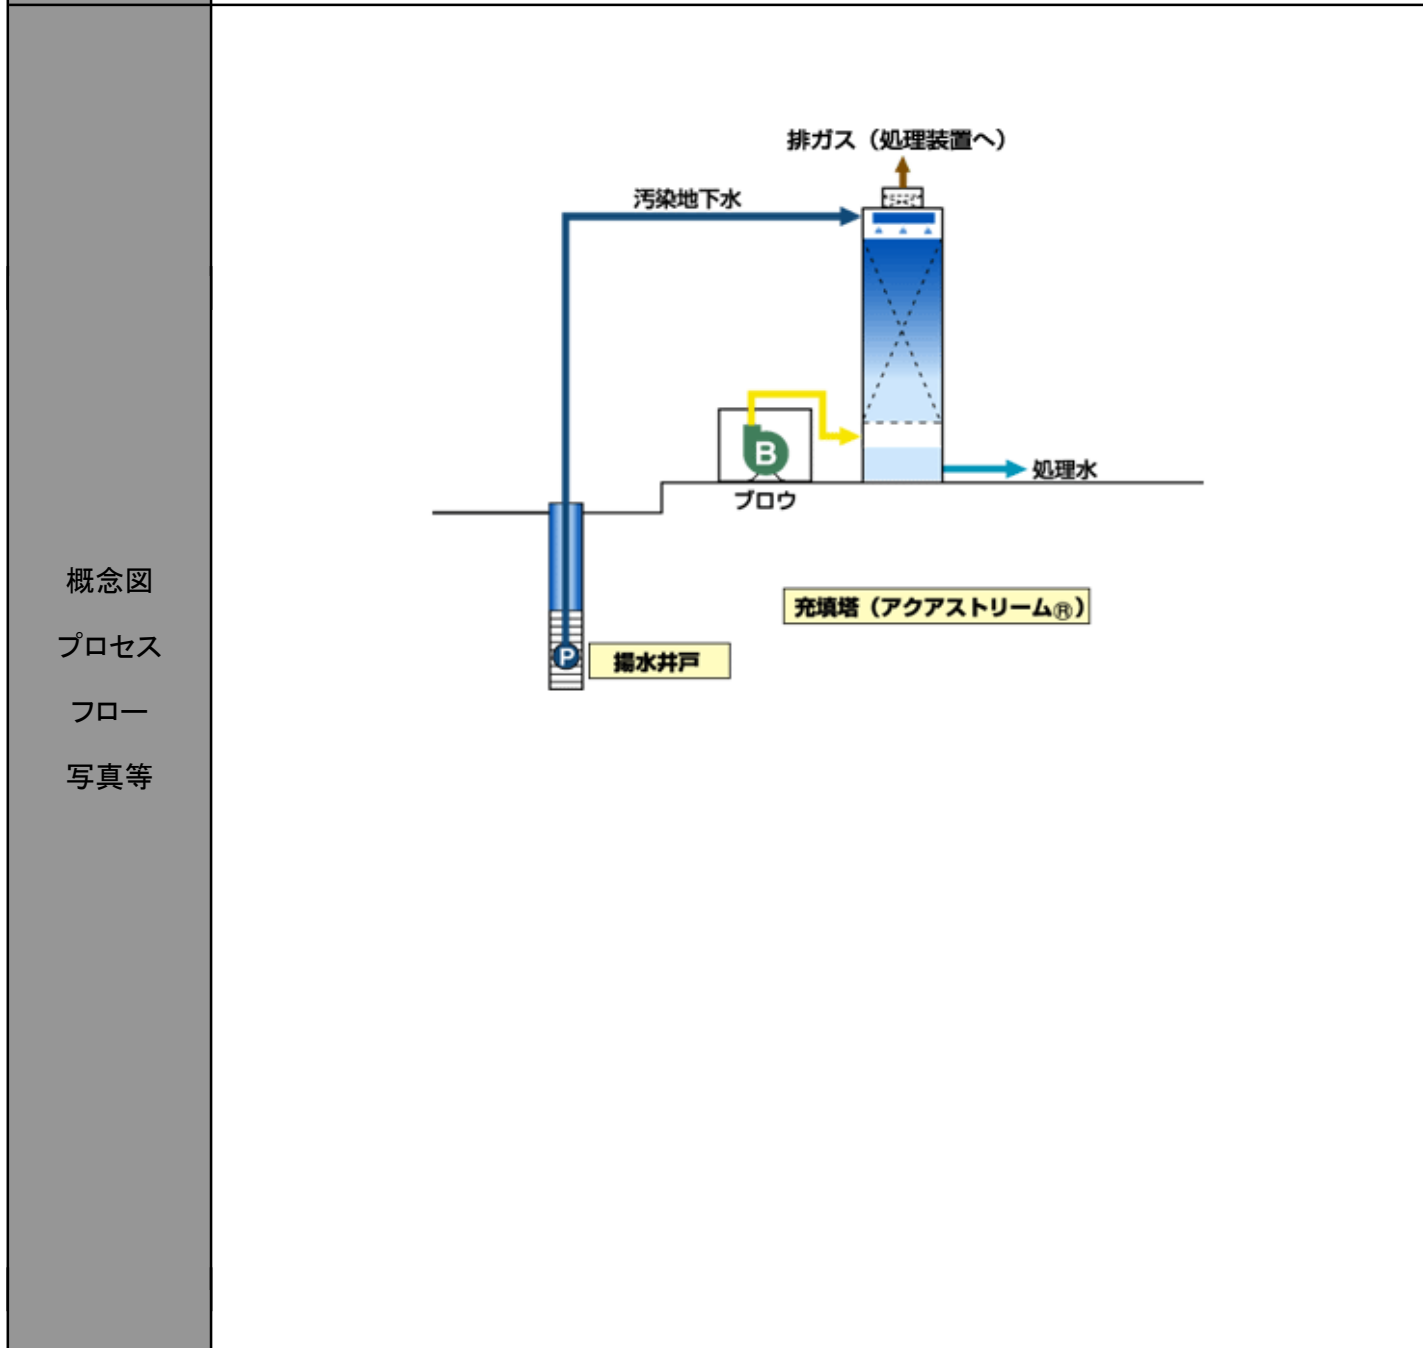 概念図
プロセス
フロー
写真等
排ガス（処理装置へ）
汚染地下水
B
ブロウ
処理水
充填塔（アクアストリーム®）
P
揚水井戸